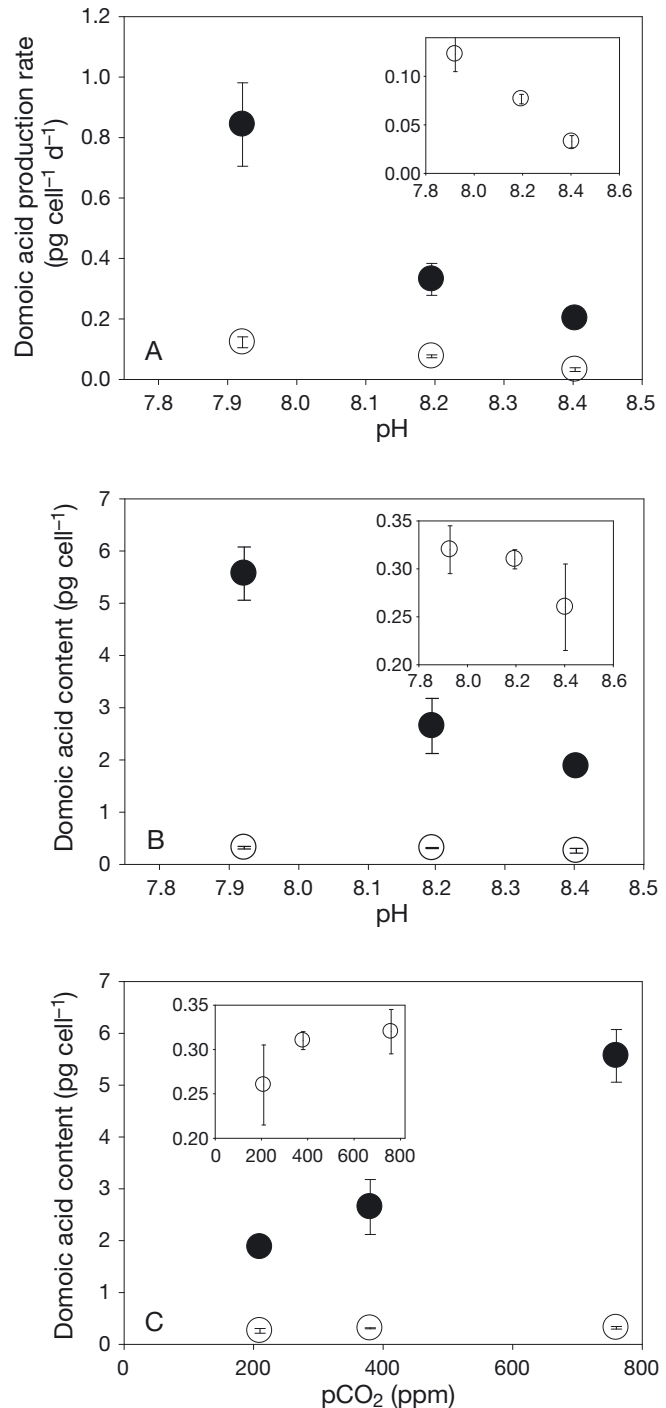 1.2
1.0
0.8
0.6
0.4
0.2
0.0
Domoic acid production rate
(pg cell⁻¹ d⁻¹)
0.10
0.05
0.00
7.8 8.0 8.2 8.4 8.6
A
7.8 7.9 8.0 8.1 8.2 8.3 8.4 8.5
pH
7
6
5
4
3
2
1
0
Domoic acid content (pg cell⁻¹)
0.35
0.30
0.25
0.20
7.8 8.0 8.2 8.4 8.6
B
7.8 7.9 8.0 8.1 8.2 8.3 8.4 8.5
pH
7
6
5
4
3
2
1
0
Domoic acid content (pg cell⁻¹)
0.35
0.30
0.25
0.20
0 200 400 600 800
C
0 200 400 600 800
pCO₂ (ppm)